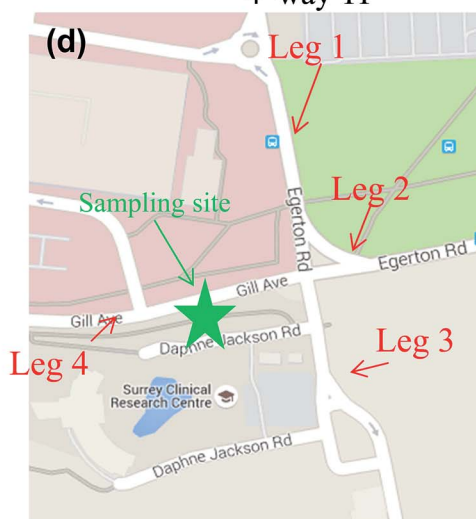 (d)
Leg 1
Leg 2
Sampling site
Egerton Rd
Egerton Rd
Gill Ave
Gill Ave
Leg 4
Daphne Jackson Rd
Leg 3
Surrey Clinical
Research Centre
Daphne Jackson Rd